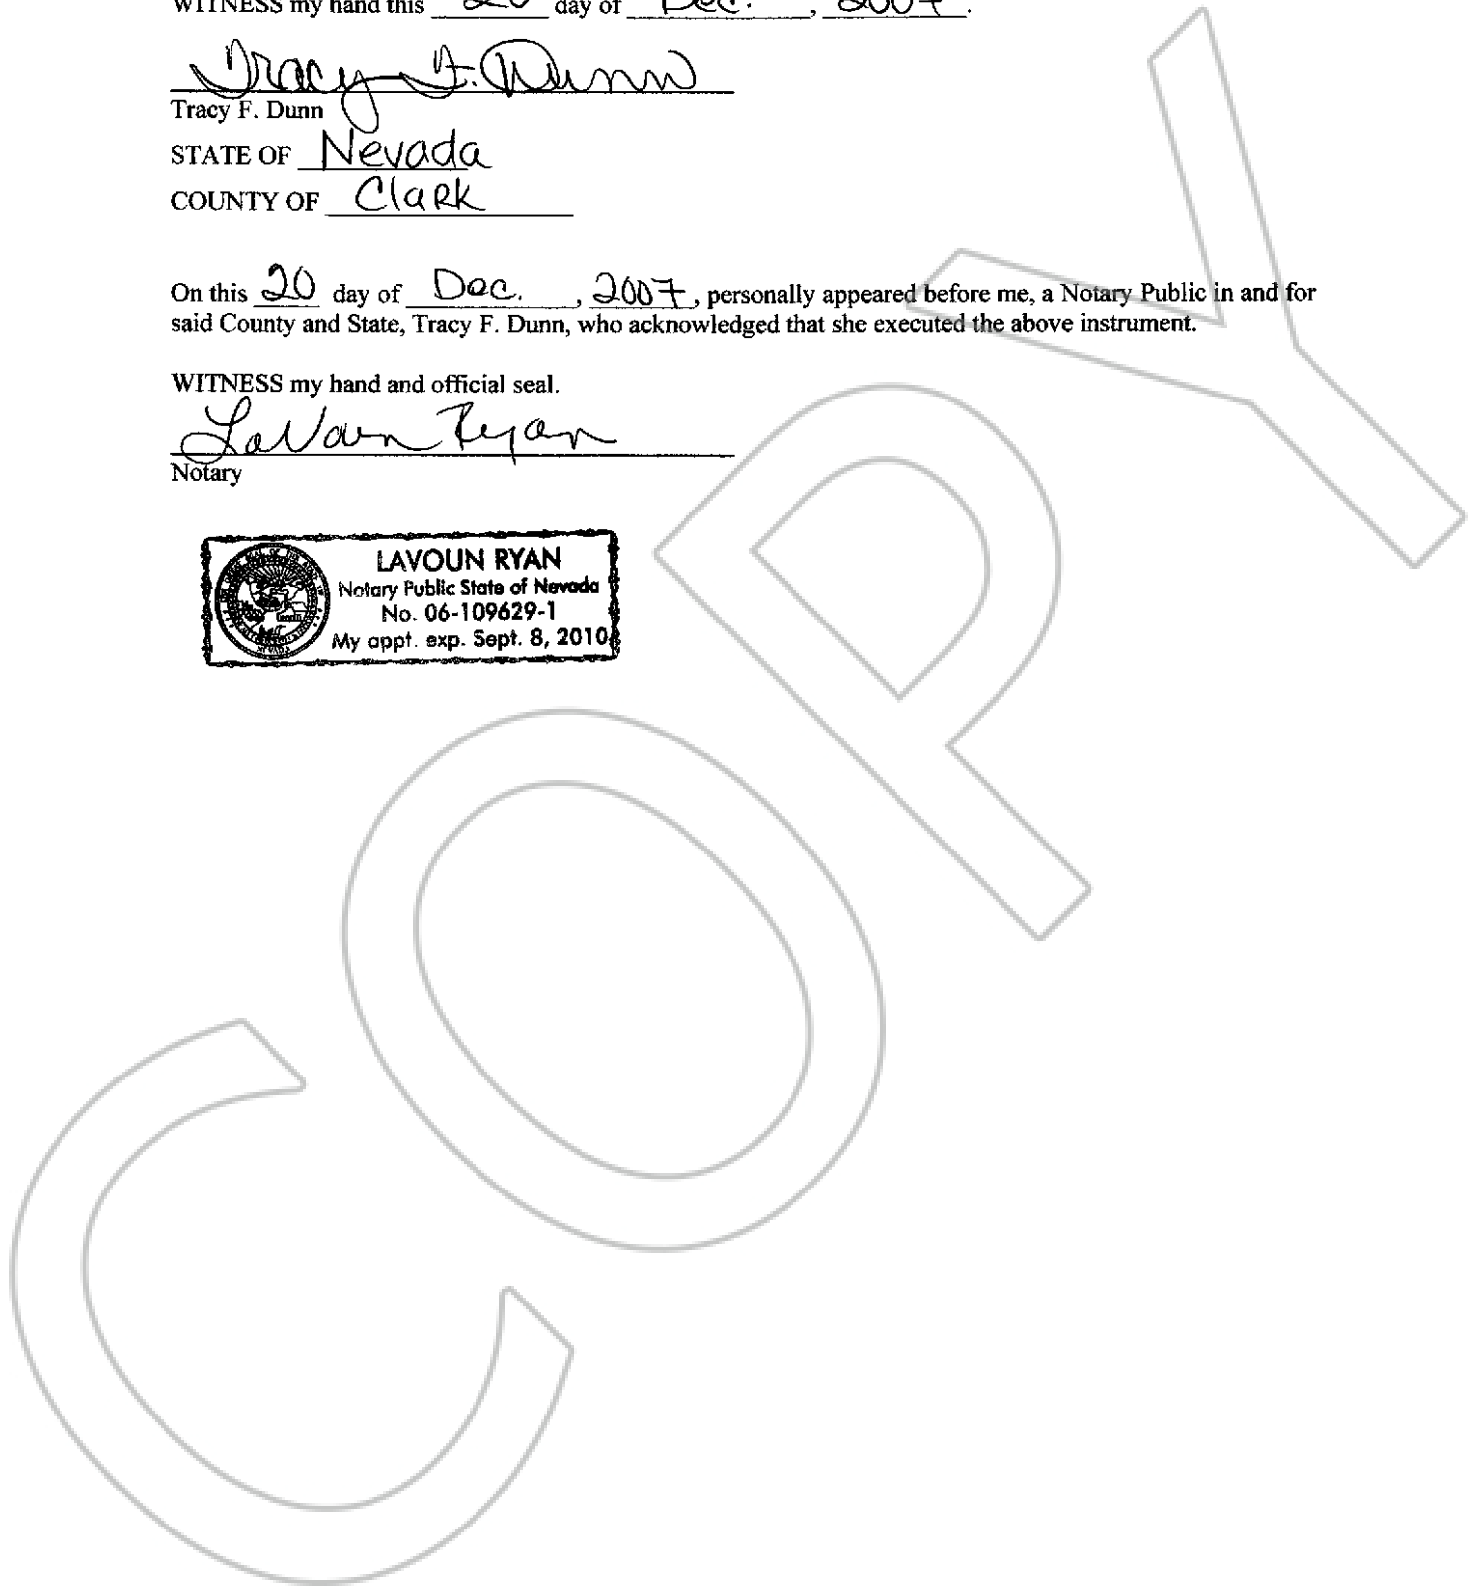 WITNESS my hand this 20 day of Dec. , 2007.
Tracy F. Dunn
Tracy F. Dunn
STATE OF Nevada
COUNTY OF Clark
On this 20 day of Dec. , 2007, personally appeared before me, a Notary Public in and for
said County and State, Tracy F. Dunn, who acknowledged that she executed the above instrument.
WITNESS my hand and official seal.
LaVoun Ryan
Notary
LAVOUN RYAN
Notary Public State of Nevada
No. 06-109629-1
My appt. exp. Sept. 8, 2010
COPY